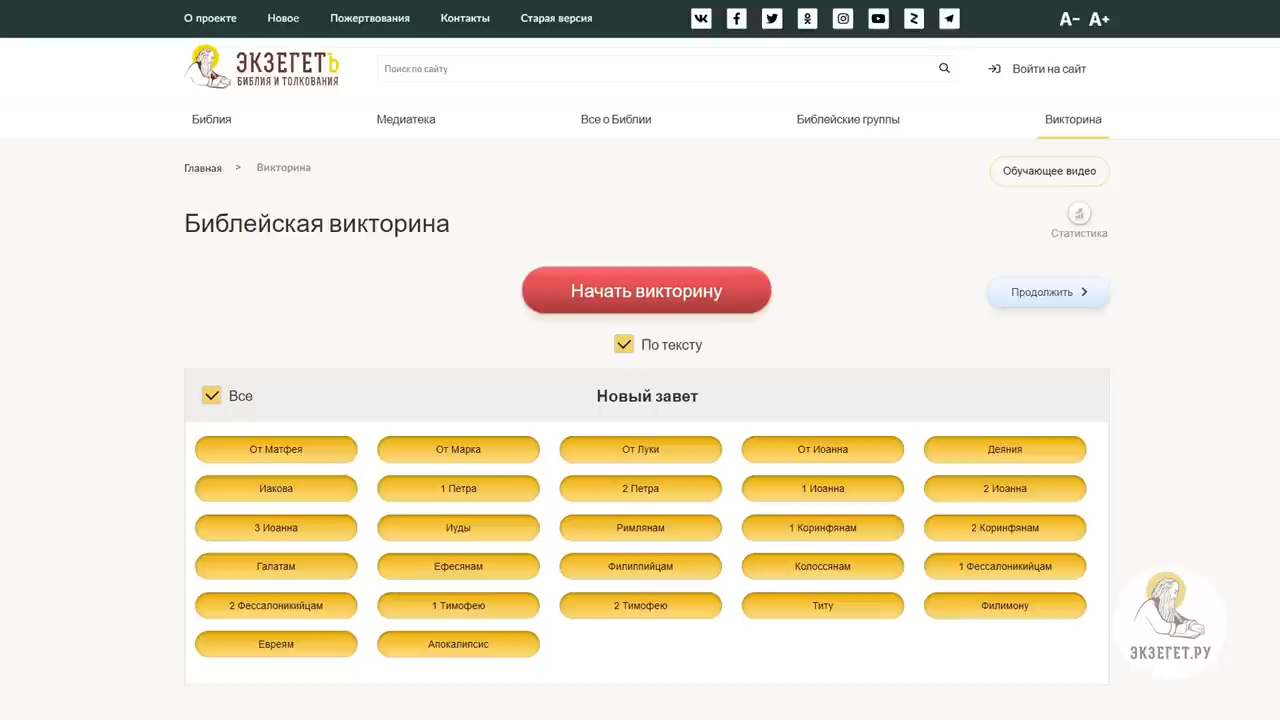 О проекте Новое Пожертвования Контакты Старая версия A- A+
ЭКЗЕГЕТЪ
БИБЛИЯ И ТОЛКОВАНИЯ
Поиск по сайту
Войти на сайт
Библия Медиатека Все о Библии Библейские группы Викторина
Главная > Викторина
Обучающее видео
Библейская викторина
Статистика
Начать викторину
Продолжить
По тексту
Все Новый завет
От Матфея От Марка От Луки От Иоанна Деяния
Иакова 1 Петра 2 Петра 1 Иоанна 2 Иоанна
3 Иоанна Иуды Римлянам 1 Коринфянам 2 Коринфянам
Галатам Ефесянам Филиппийцам Колоссянам 1 Фессалоникийцам
2 Фессалоникийцам 1 Тимофею 2 Тимофею Титу Филимону
Евреям Апокалипсис
ЭКЗЕГЕТ.РУ